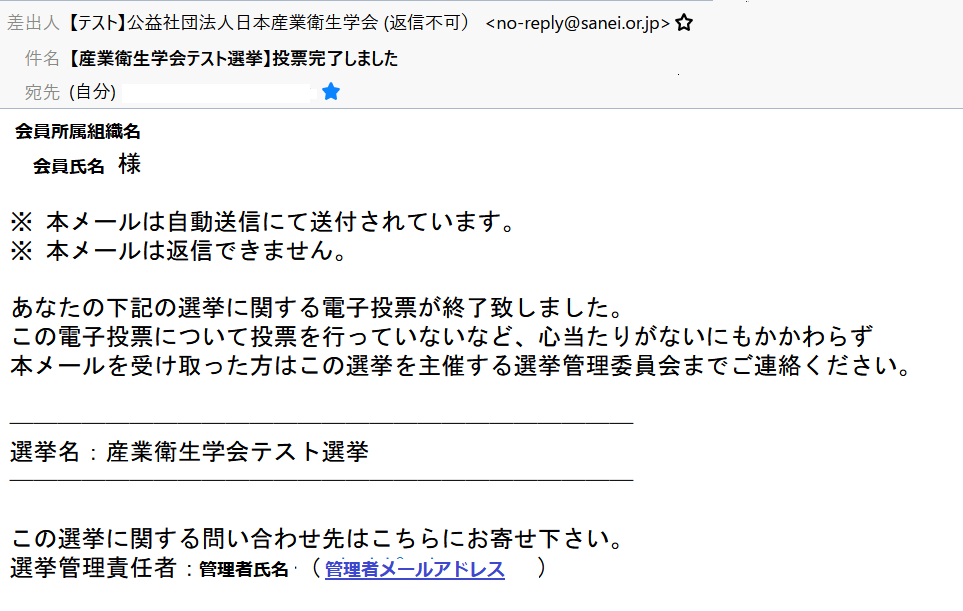 差出人 【テスト】公益社団法人日本産業衛生学会 (返信不可) <no-reply@sanei.or.jp> ☆
件名 【産業衛生学会テスト選挙】投票完了しました
宛先 (自分) ★
会員所属組織名
会員氏名 様
※ 本メールは自動送信にて送付されています。
※ 本メールは返信できません。
あなたの下記の選挙に関する電子投票が終了致しました。
この電子投票について投票を行っていないなど、心当たりがないにもかかわらず
本メールを受け取った方はこの選挙を主催する選挙管理委員会までご連絡ください。
選挙名：産業衛生学会テスト選挙
この選挙に関する問い合わせ先はこちらにお寄せ下さい。
選挙管理責任者：管理者氏名 （管理者メールアドレス ）